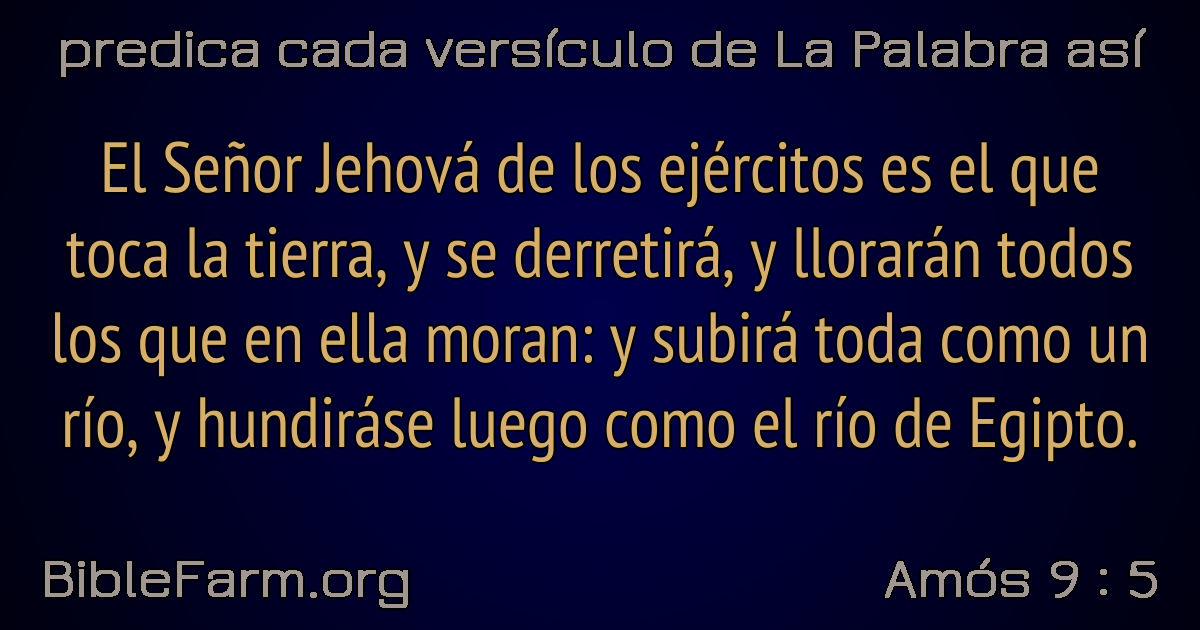 predica cada versículo de La Palabra así
El Señor Jehová de los ejércitos es el que
toca la tierra, y se derretirá, y llorarán todos
los que en ella moran: y subirá toda como un
río, y hundiráse luego como el río de Egipto.
BibleFarm.org
Amós 9 : 5